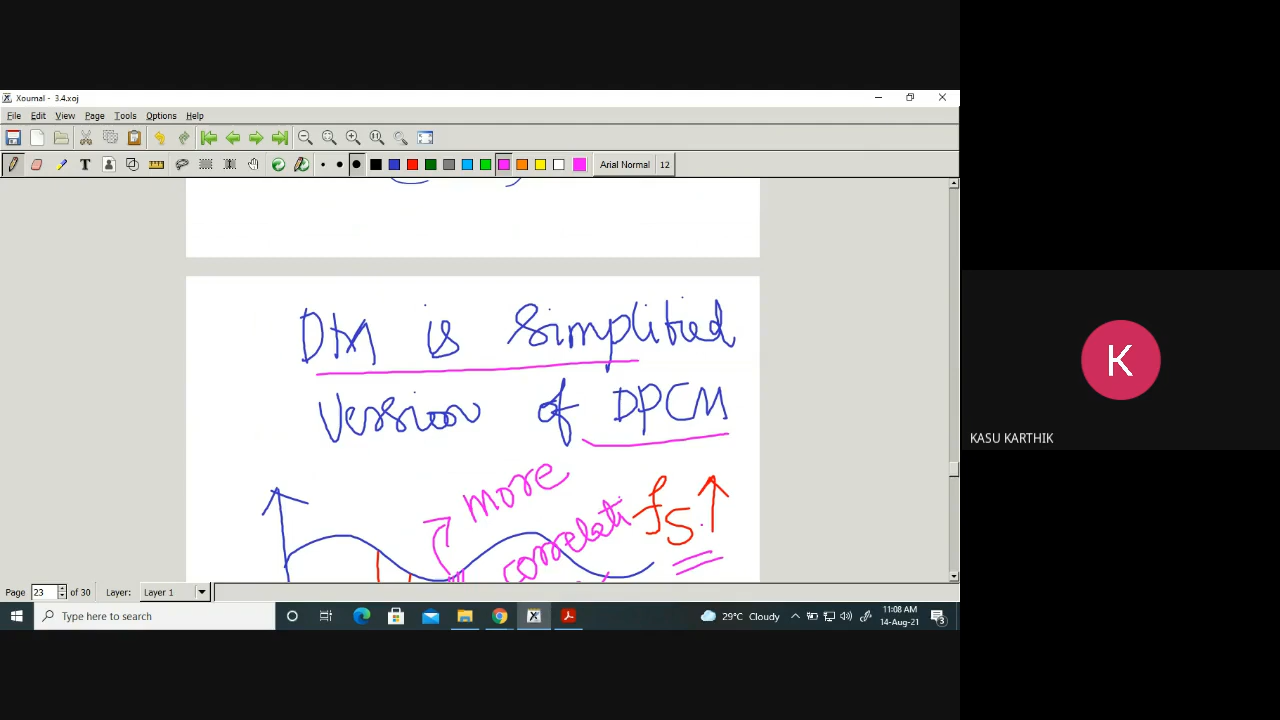 Xournal - 3.4.xoj
File Edit View Page Tools Options Help
Arial Normal 12
DM is simplified
version of DPCM
more
correlati
fs ↑
Page 23 of 30 Layer: Layer 1
Type here to search
29°C Cloudy
11:08 AM
14-Aug-21
3
K
KASU KARTHIK